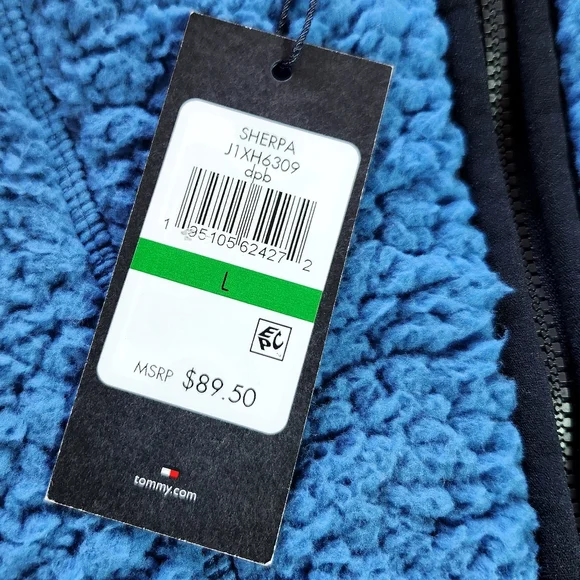 SHERPA
J1XH6309
dpb
1 95105 62427 2
L
EPC
MSRP $89.50
tommy.com